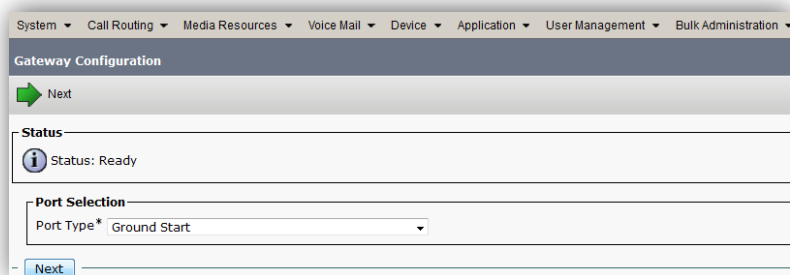 System Call Routing Media Resources Voice Mail Device Application User Management Bulk Administration
Gateway Configuration
Next
Status
Status: Ready
Port Selection
Port Type* Ground Start
Next